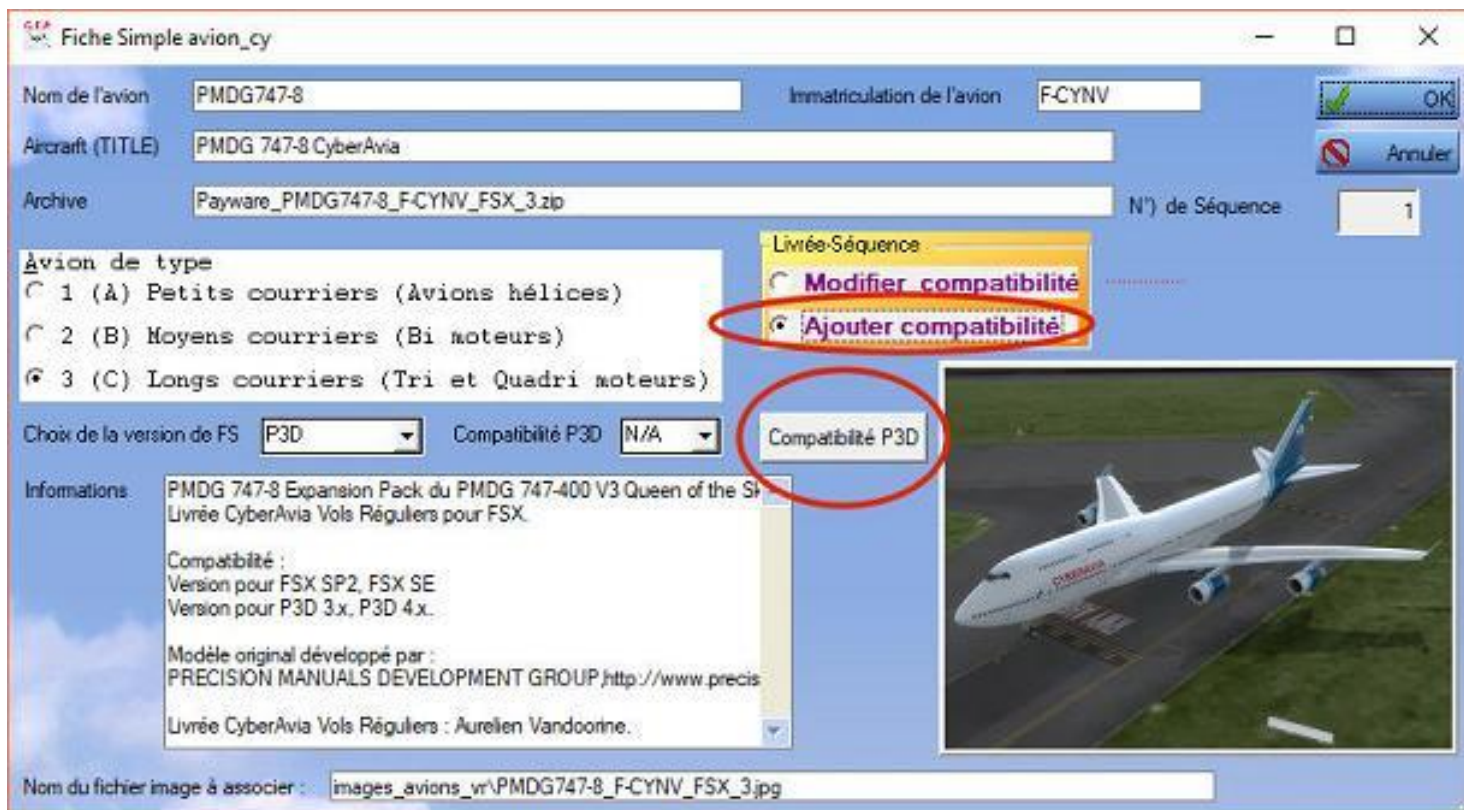 Fiche Simple avion_cy
Nom de l'avion PMDG747-8 Immatriculation de l'avion F-CYNV OK
Aircraft (TITLE) PMDG 747-8 CyberAvia Annuler
Archive Payware_PMDG747-8_F-CYNV_FSX_3.zip N°) de Séquence 1
Livrée-Séquence
Avion de type
Modifier compatibilité
1 (A) Petits courriers (Avions hélices)
Ajouter compatibilité
2 (B) Moyens courriers (Bi moteurs)
3 (C) Longs courriers (Tri et Quadri moteurs)
Choix de la version de FS P3D Compatibilité P3D N/A Compatibilité P3D
Informations PMDG 747-8 Expansion Pack du PMDG 747-400 V3 Queen of the Sk
Livrée CyberAvia Vols Réguliers pour FSX.
Compatibilité :
Version pour FSX SP2, FSX SE
Version pour P3D 3.x, P3D 4.x.
Modèle original développé par :
PRECISION MANUALS DEVELOPMENT GROUP,http://www.precis
Livrée CyberAvia Vols Réguliers : Aurelien Vandoorine.
CYBERAVIA
Nom du fichier image à associer : images_avions_vr\PMDG747-8_F-CYNV_FSX_3.jpg